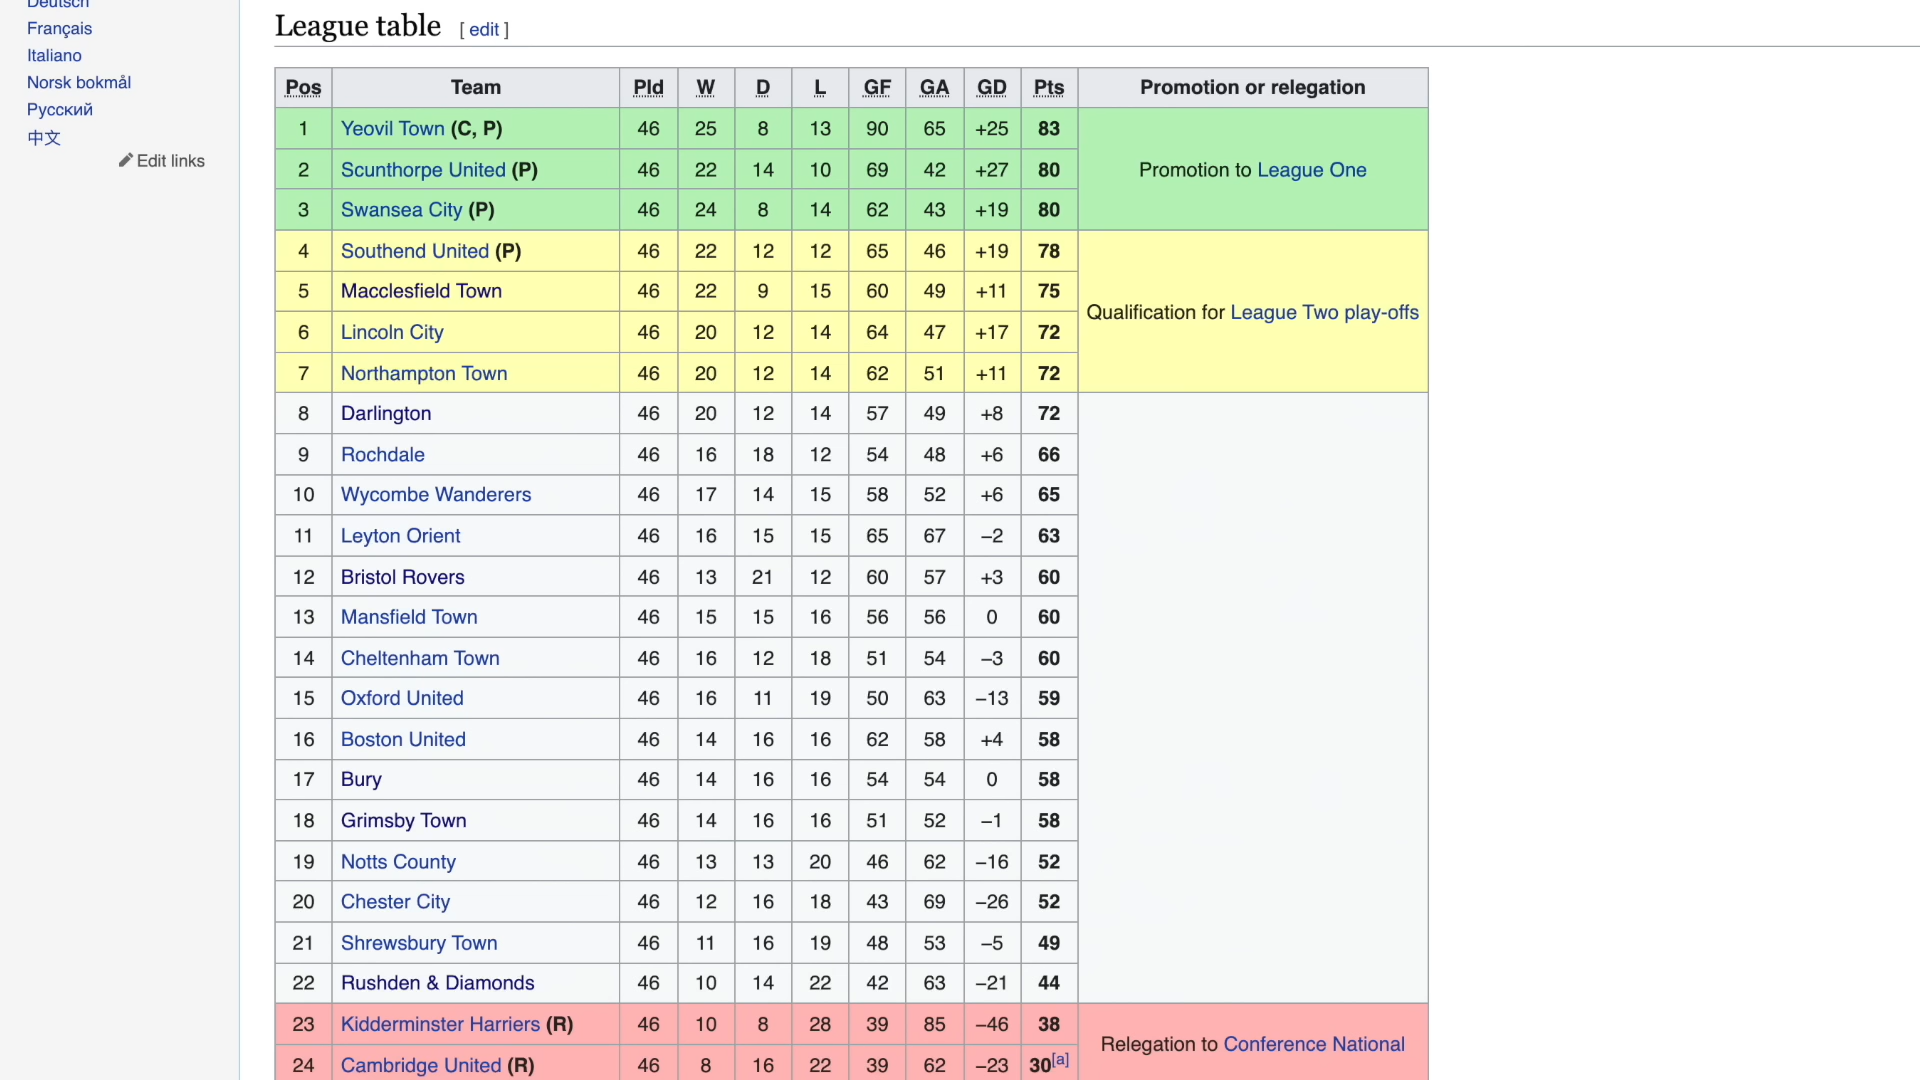 Deutsch
Français
Italiano
Norsk bokmål
Русский
中文
Edit links
League table [ edit ]
Pos Team Pld W D L GF GA GD Pts Promotion or relegation
1 Yeovil Town (C, P) 46 25 8 13 90 65 +25 83
2 Scunthorpe United (P) 46 22 14 10 69 42 +27 80 Promotion to League One
3 Swansea City (P) 46 24 8 14 62 43 +19 80
4 Southend United (P) 46 22 12 12 65 46 +19 78
5 Macclesfield Town 46 22 9 15 60 49 +11 75
Qualification for League Two play-offs
6 Lincoln City 46 20 12 14 64 47 +17 72
7 Northampton Town 46 20 12 14 62 51 +11 72
8 Darlington 46 20 12 14 57 49 +8 72
9 Rochdale 46 16 18 12 54 48 +6 66
10 Wycombe Wanderers 46 17 14 15 58 52 +6 65
11 Leyton Orient 46 16 15 15 65 67 −2 63
12 Bristol Rovers 46 13 21 12 60 57 +3 60
13 Mansfield Town 46 15 15 16 56 56 0 60
14 Cheltenham Town 46 16 12 18 51 54 −3 60
15 Oxford United 46 16 11 19 50 63 −13 59
16 Boston United 46 14 16 16 62 58 +4 58
17 Bury 46 14 16 16 54 54 0 58
18 Grimsby Town 46 14 16 16 51 52 −1 58
19 Notts County 46 13 13 20 46 62 −16 52
20 Chester City 46 12 16 18 43 69 −26 52
21 Shrewsbury Town 46 11 16 19 48 53 −5 49
22 Rushden & Diamonds 46 10 14 22 42 63 −21 44
23 Kidderminster Harriers (R) 46 10 8 28 39 85 −46 38
Relegation to Conference National
24 Cambridge United (R) 46 8 16 22 39 62 −23 30[a]